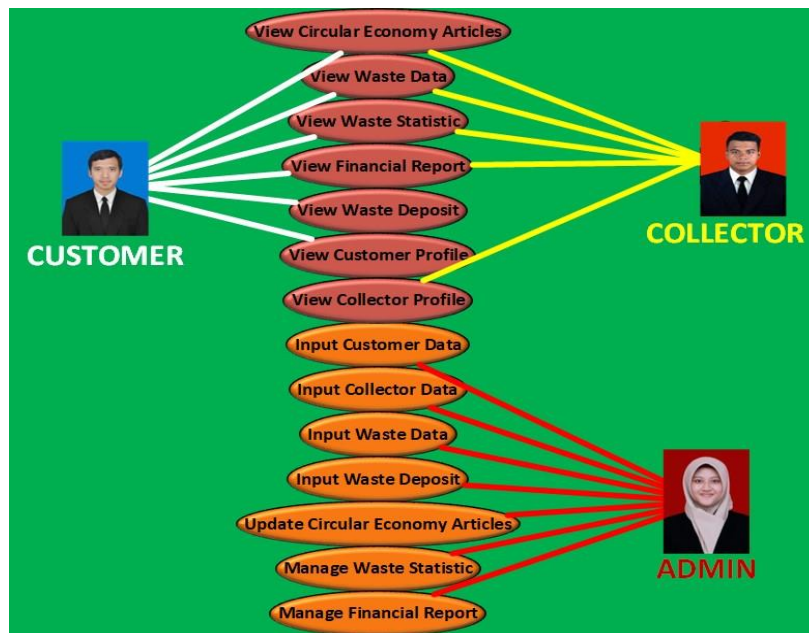 View Circular Economy Articles
View Waste Data
View Waste Statistic
View Financial Report
View Waste Deposit
View Customer Profile
View Collector Profile
Input Customer Data
Input Collector Data
Input Waste Data
Input Waste Deposit
Update Circular Economy Articles
Manage Waste Statistic
Manage Financial Report
CUSTOMER
COLLECTOR
ADMIN